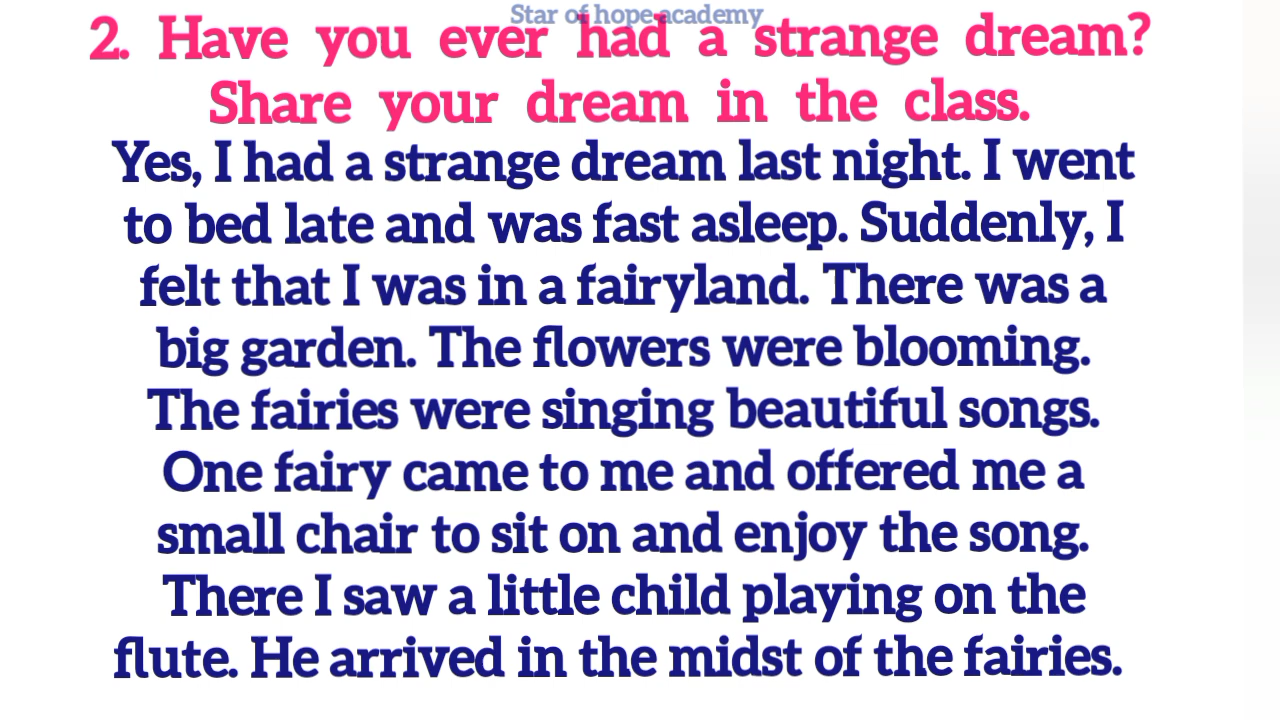 Star of hope academy
2. Have you ever had a strange dream?
Share your dream in the class.
Yes, I had a strange dream last night. I went
to bed late and was fast asleep. Suddenly, I
felt that I was in a fairyland. There was a
big garden. The flowers were blooming.
The fairies were singing beautiful songs.
One fairy came to me and offered me a
small chair to sit on and enjoy the song.
There I saw a little child playing on the
flute. He arrived in the midst of the fairies.